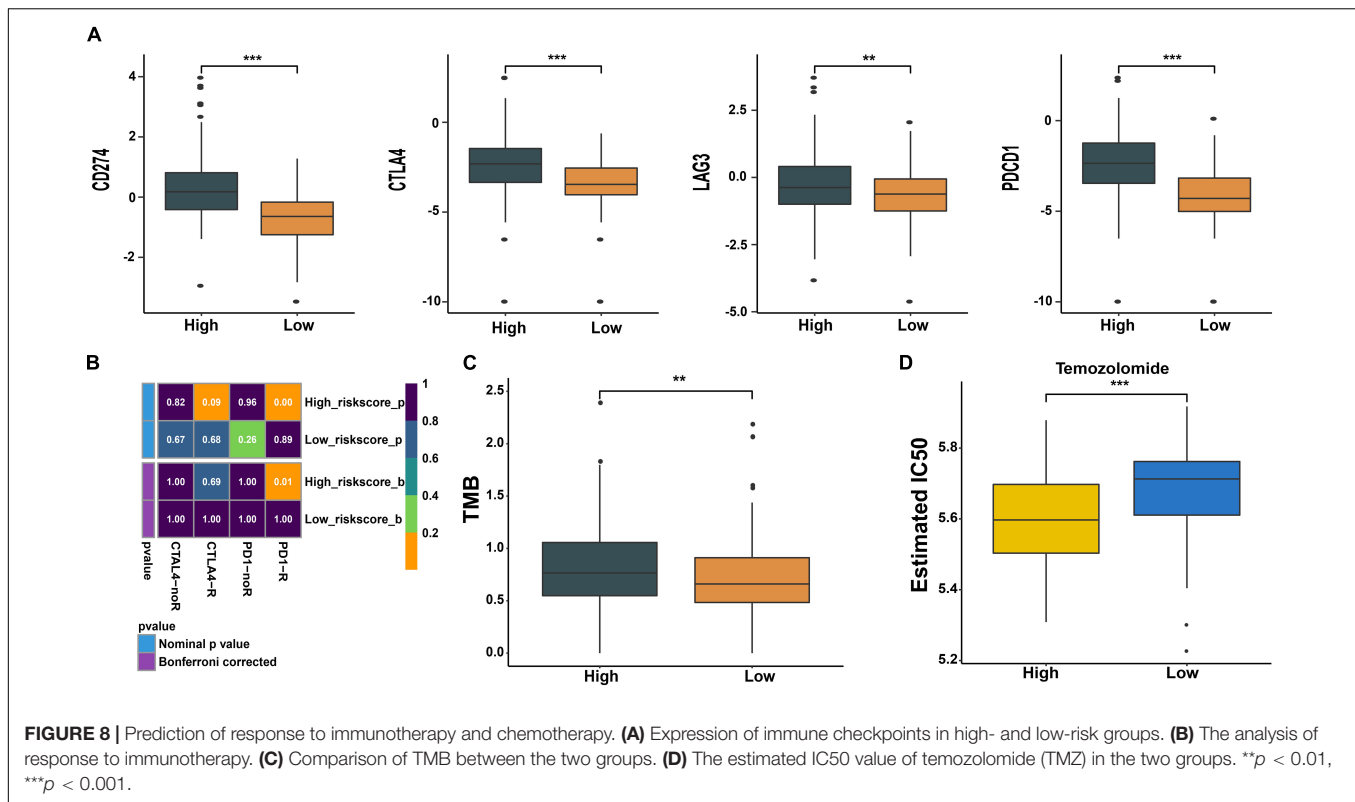 A
***
CD274
4
2
0
-2
High Low
***
CTLA4
0
-5
-10
High Low
**
LAG3
2.5
0.0
-2.5
-5.0
High Low
***
PDCD1
0
-5
-10
High Low
B
0.82 0.09 0.96 0.00 High_riskscore_p
0.67 0.68 0.26 0.89 Low_riskscore_p
1.00 0.69 1.00 0.01 High_riskscore_b
1.00 1.00 1.00 1.00 Low_riskscore_b
pvalue CTAL4-noR CTLA4-R PD1-noR PD1-R
1
0.8
0.6
0.4
0.2
pvalue
Nominal p value
Bonferroni corrected
C
**
TMB
2.5
2.0
1.5
1.0
0.5
0.0
High Low
D
Temozolomide
***
Estimated IC50
5.8
5.6
5.4
5.2
High Low
FIGURE 8 | Prediction of response to immunotherapy and chemotherapy. (A) Expression of immune checkpoints in high- and low-risk groups. (B) The analysis of
response to immunotherapy. (C) Comparison of TMB between the two groups. (D) The estimated IC50 value of temozolomide (TMZ) in the two groups. **p < 0.01,
***p < 0.001.